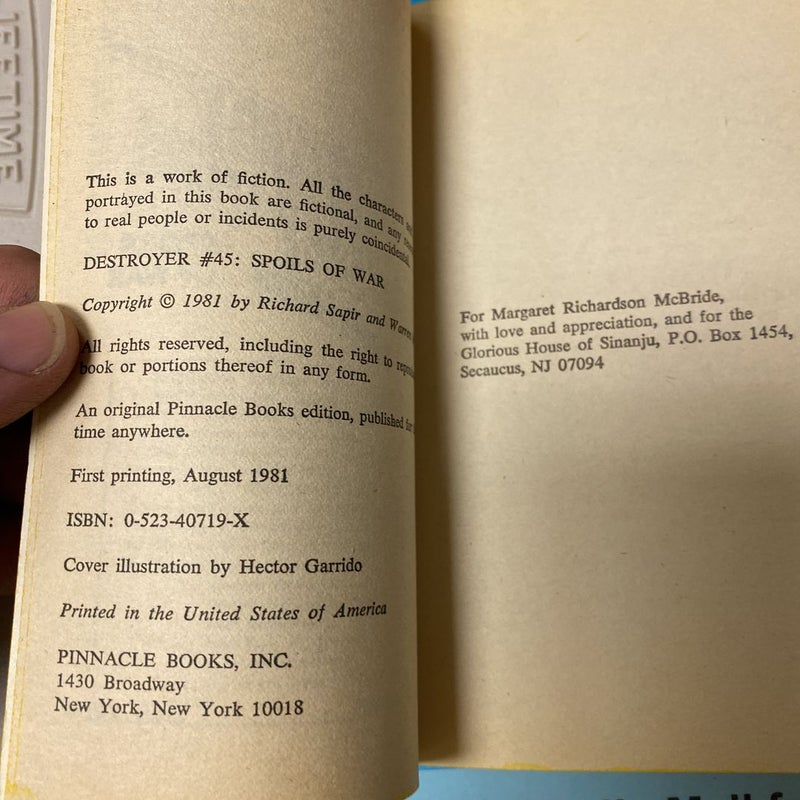 This is a work of fiction. All the characters
portrayed in this book are fictional, and any
to real people or incidents is purely coincidental.
DESTROYER #45: SPOILS OF WAR
Copyright © 1981 by Richard Sapir and Warren
All rights reserved, including the right to
book or portions thereof in any form.
An original Pinnacle Books edition, published for
time anywhere.
First printing, August 1981
ISBN: 0-523-40719-X
Cover illustration by Hector Garrido
Printed in the United States of America
PINNACLE BOOKS, INC.
1430 Broadway
New York, New York 10018
For Margaret Richardson McBride,
with love and appreciation, and for the
Glorious House of Sinanju, P.O. Box 1454,
Secaucus, NJ 07094